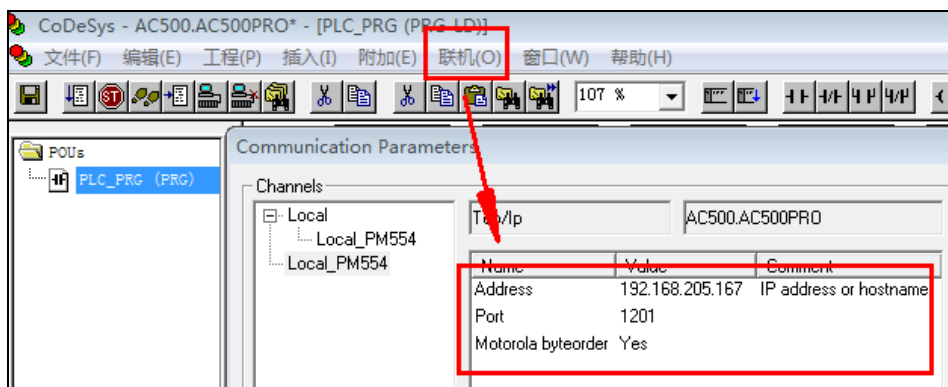 CoDeSys - AC500.AC500PRO* - [PLC_PRG (PRG-LD)]
文件(F) 编辑(E) 工程(P) 插入(I) 附加(E) 联机(O) 窗口(W) 帮助(H)
107 %
POUs
PLC_PRG (PRG)
Communication Parameters
Channels
Local
Local_PM554
Local_PM554
Tcp/Ip AC500.AC500PRO
Name Value Comment
Address 192.168.205.167 IP address or hostname
Port 1201
Motorola byteorder Yes